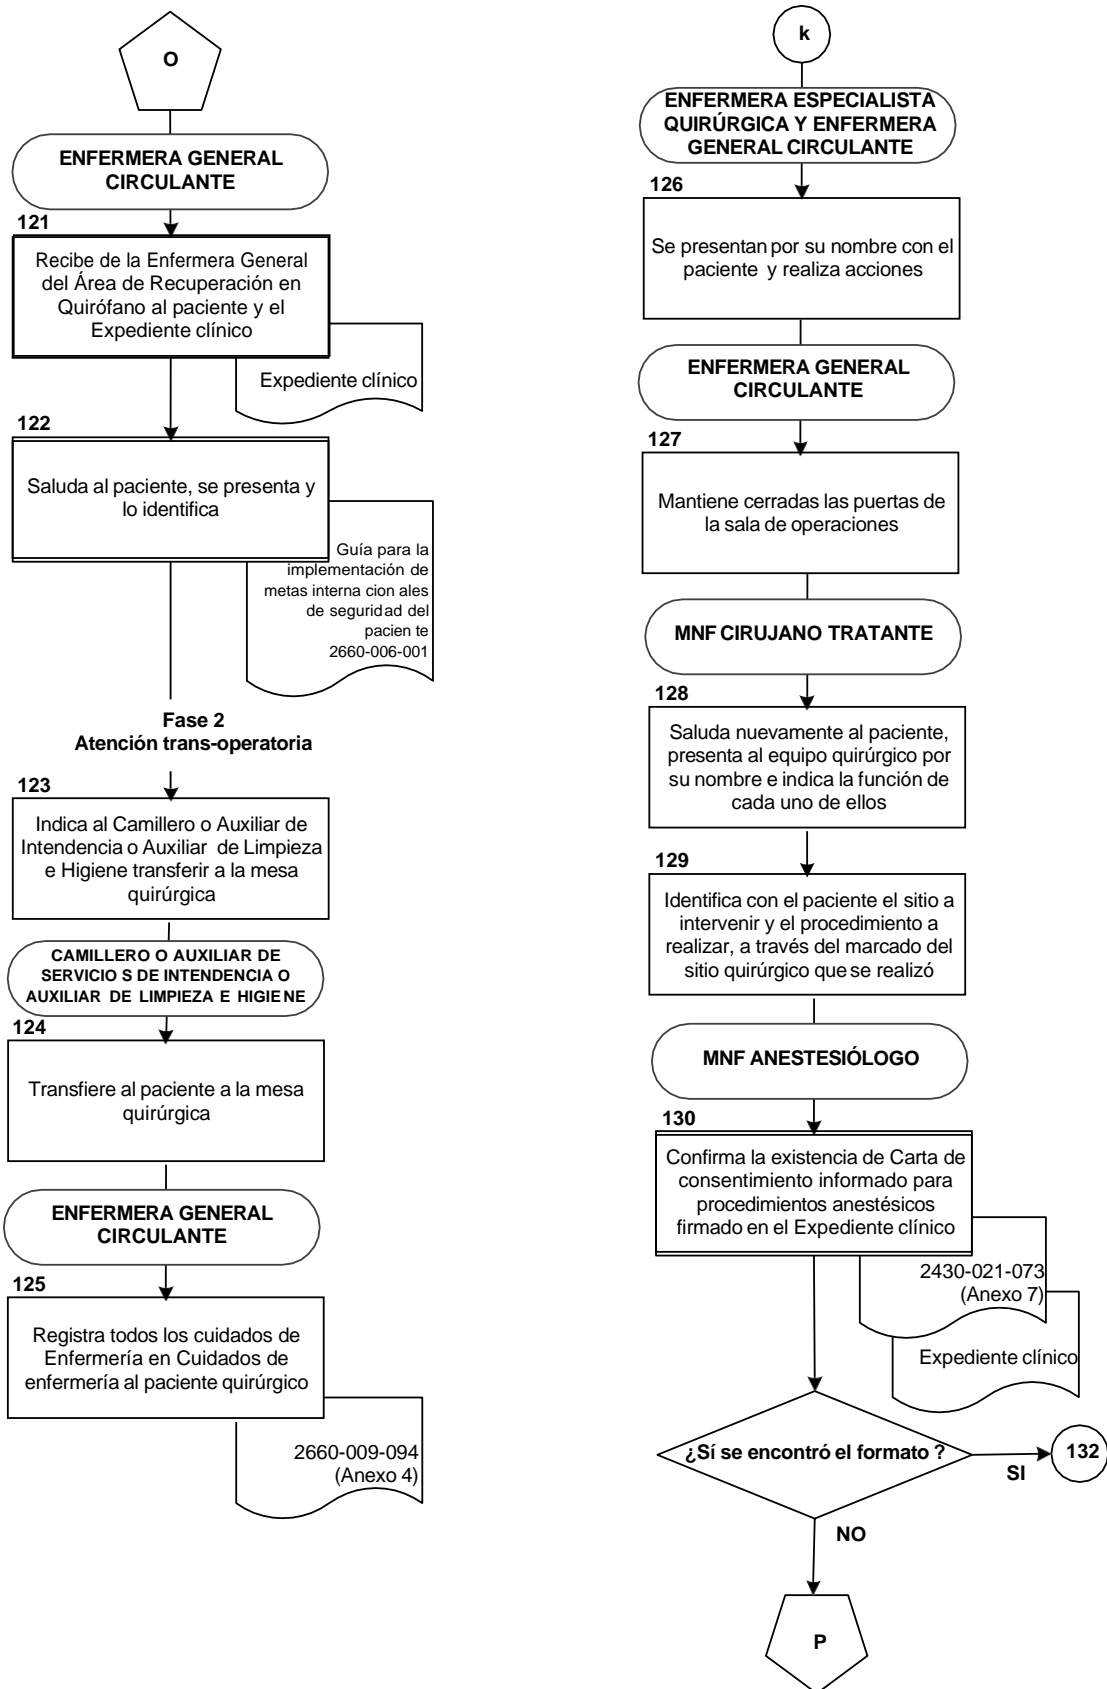 O
ENFERMERA GENERAL
CIRCULANTE
121
Recibe de la Enfermera General
del Área de Recuperación en
Quirófano al paciente y el
Expediente clínico
Expediente clínico
122
Saluda al paciente, se presenta y
lo identifica
Guía para la
implementación de
metas interna cion ales
de seguridad del
pacien te
2660-006-001
Fase 2
Atención trans-operatoria
123
Indica al Camillero o Auxiliar de
Intendencia o Auxiliar de Limpieza
e Higiene transferir a la mesa
quirúrgica
CAMILLERO O AUXILIAR DE
SERVICIO S DE INTENDENCIA O
AUXILIAR DE LIMPIEZA E HIGIENE
124
Transfiere al paciente a la mesa
quirúrgica
ENFERMERA GENERAL
CIRCULANTE
125
Registra todos los cuidados de
Enfermería en Cuidados de
enfermería al paciente quirúrgico
2660-009-094
(Anexo 4)
k
ENFERMERA ESPECIALISTA
QUIRÚRGICA Y ENFERMERA
GENERAL CIRCULANTE
126
Se presentan por su nombre con el
paciente y realiza acciones
ENFERMERA GENERAL
CIRCULANTE
127
Mantiene cerradas las puertas de
la sala de operaciones
MNF CIRUJANO TRATANTE
128
Saluda nuevamente al paciente,
presenta al equipo quirúrgico por
su nombre e indica la función de
cada uno de ellos
129
Identifica con el paciente el sitio a
intervenir y el procedimiento a
realizar, a través del marcado del
sitio quirúrgico que se realizó
MNF ANESTESIÓLOGO
130
Confirma la existencia de Carta de
consentimiento informado para
procedimientos anestésicos
firmado en el Expediente clínico
2430-021-073
(Anexo 7)
Expediente clínico
¿Sí se encontró el formato ?
SI
132
NO
P